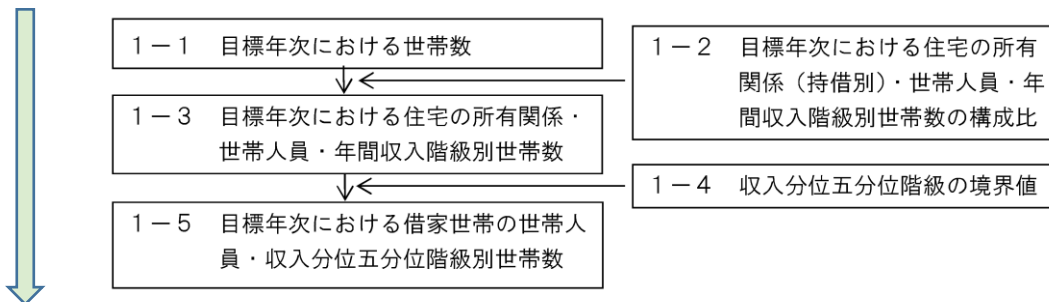 1－1 目標年次における世帯数
1－2 目標年次における住宅の所有
関係（持借別）・世帯人員・年
間収入階級別世帯数の構成比
1－3 目標年次における住宅の所有関係・
世帯人員・年間収入階級別世帯数
1－4 収入分位五分位階級の境界値
1－5 目標年次における借家世帯の世帯人
員・収入分位五分位階級別世帯数